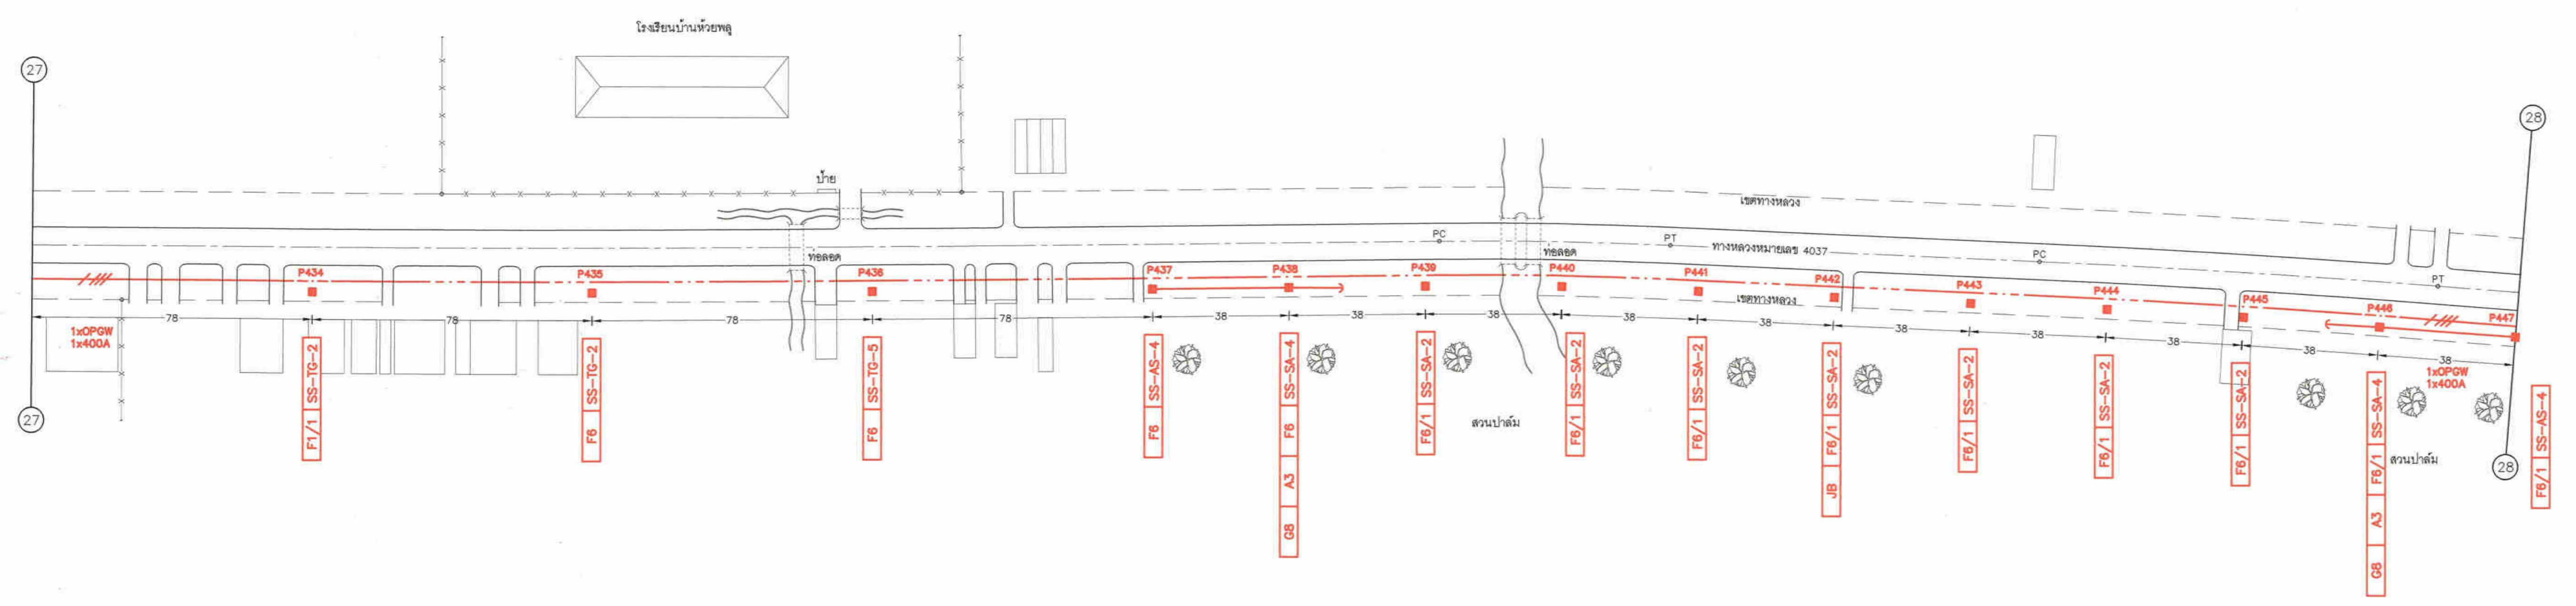 โรงเรียนบ้านห้วยพลู
27
28
ป้าย
เขตทางหลวง
PC
PT
ทางหลวงหมายเลข 4037
PC
PT
ท่อลอด
ท่อลอด
P434
P435
P436
P437
P438
P439
P440
P441
P442
P443
P444
P445
P446
P447
เขตทางหลวง
78
78
78
78
38
38
38
38
38
38
38
38
38
38
1xOPGW
1x400A
1xOPGW
1x400A
F1/1 SS-TG-2
F6 SS-TG-2
F6 SS-TG-5
F6 SS-AS-4
G8 A3 F6 SS-SA-4
F6/1 SS-SA-2
F6/1 SS-SA-2
F6/1 SS-SA-2
JB F6/1 SS-SA-2
F6/1 SS-SA-2
F6/1 SS-SA-2
F6/1 SS-SA-2
G8 A3 F6/1 SS-SA-4
F6/1 SS-AS-4
สวนปาล์ม
สวนปาล์ม
27
28